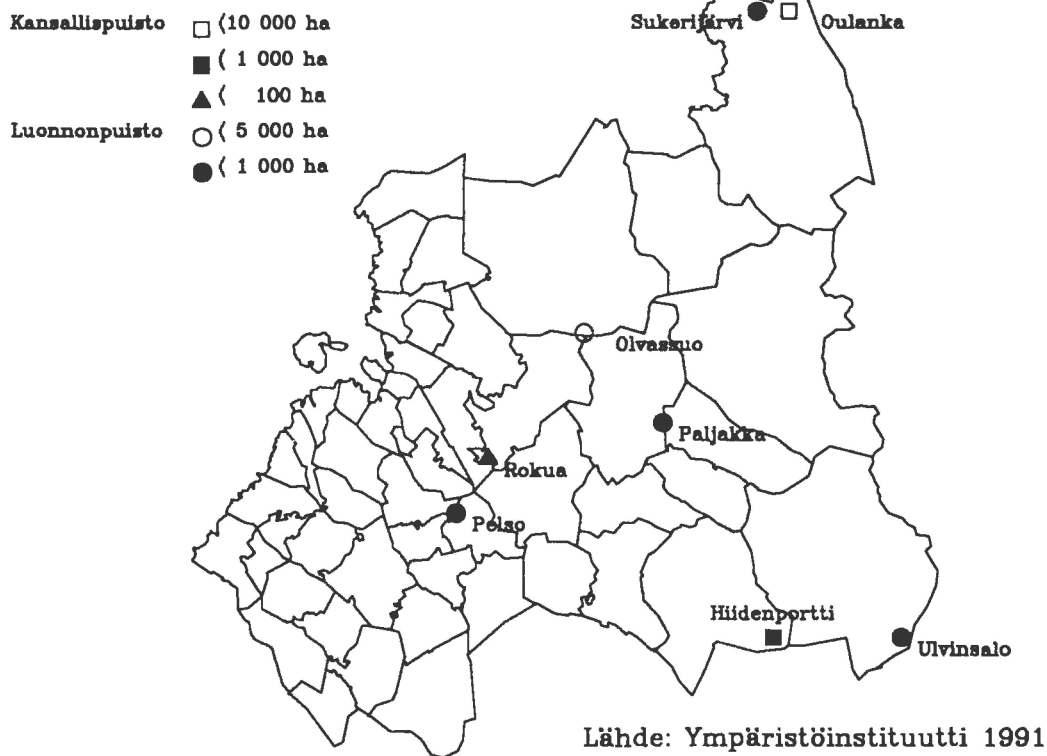 Kansallispuisto □ (10 000 ha
■ ( 1 000 ha
▲ ( 100 ha
Luonnonpuisto ○ ( 5 000 ha
● ( 1 000 ha
Sukerijärvi
Oulanka
Olvassuo
Paljakka
Rokua
Pelso
Hiidenportti
Ulvinsalo
Lähde: Ympäristöinstituutti 1991